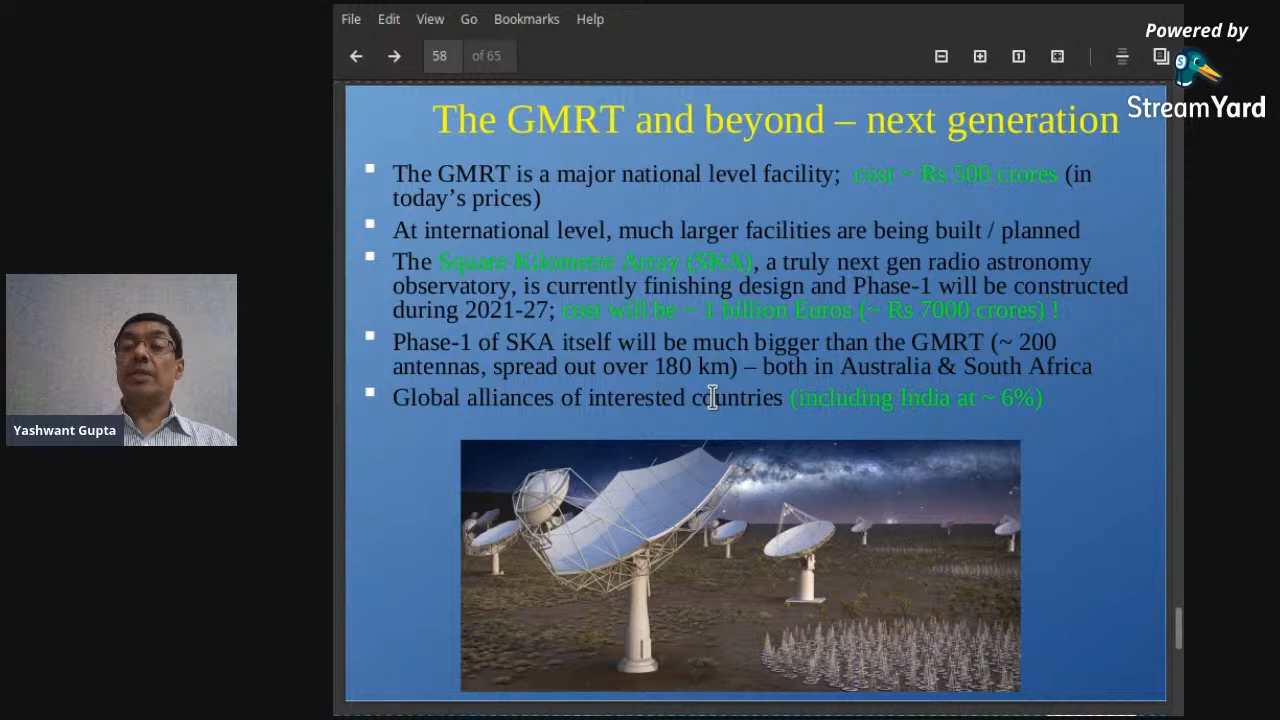 File Edit View Go Bookmarks Help
58 of 65
Powered by
StreamYard
The GMRT and beyond – next generation
The GMRT is a major national level facility; cost ~ Rs 500 crores (in
today's prices)
At international level, much larger facilities are being built / planned
The Square Kilometre Array (SKA), a truly next gen radio astronomy
observatory, is currently finishing design and Phase-1 will be constructed
during 2021-27; cost will be ~ 1 billion Euros (~ Rs 7000 crores) !
Phase-1 of SKA itself will be much bigger than the GMRT (~ 200
antennas, spread out over 180 km) – both in Australia & South Africa
Global alliances of interested countries (including India at ~ 6%)
Yashwant Gupta